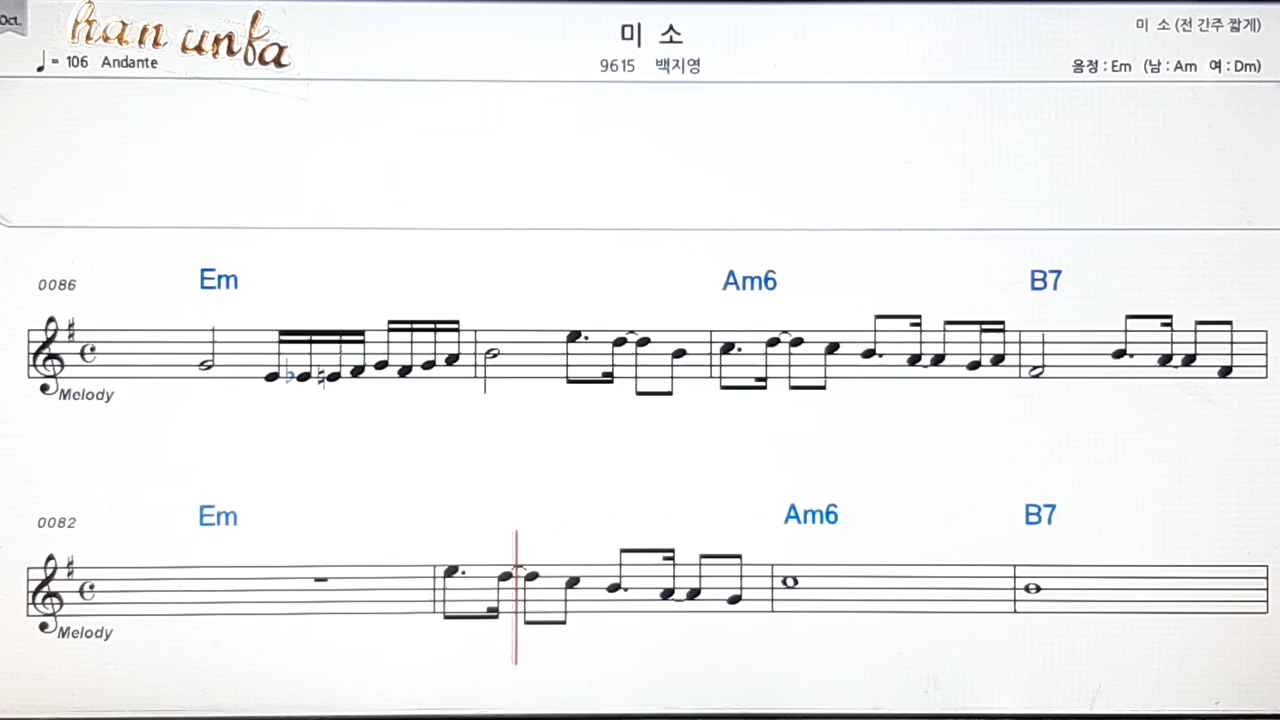 Oct.
han unfa
미 소
미 소 (전 간주 짧게)
♩ = 106 Andante
9615 백지영
음정 : Em (남 : Am 여 : Dm)
0086
Em
Am6
B7
Melody
0082
Em
Am6
B7
Melody